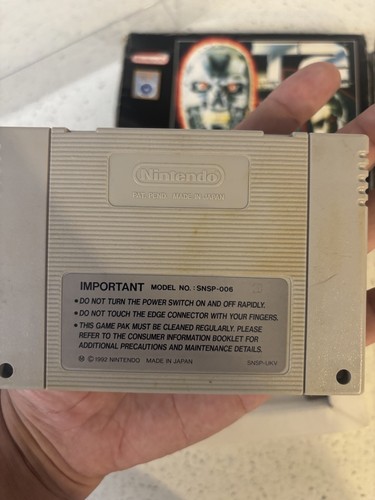 Nintendo
PAT. PEND. MADE IN JAPAN
IMPORTANT MODEL NO.: SNSP-006
• DO NOT TURN THE POWER SWITCH ON AND OFF RAPIDLY.
• DO NOT TOUCH THE EDGE CONNECTOR WITH YOUR FINGERS.
• THIS GAME PAK MUST BE CLEANED REGULARLY. PLEASE
REFER TO THE CONSUMER INFORMATION BOOKLET FOR
ADDITIONAL PRECAUTIONS AND MAINTENANCE DETAILS.
Ⓜ © 1992 NINTENDO MADE IN JAPAN SNSP-UKV